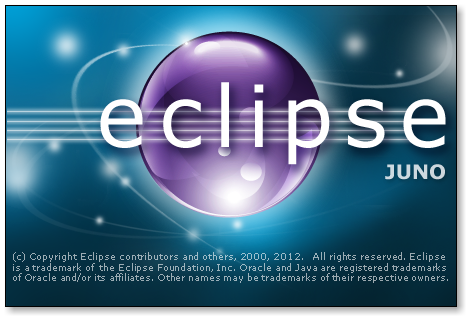 eclipse
JUNO
(c) Copyright Eclipse contributors and others, 2000, 2012. All rights reserved. Eclipse
is a trademark of the Eclipse Foundation, Inc. Oracle and Java are registered trademarks
of Oracle and/or its affiliates. Other names may be trademarks of their respective owners.